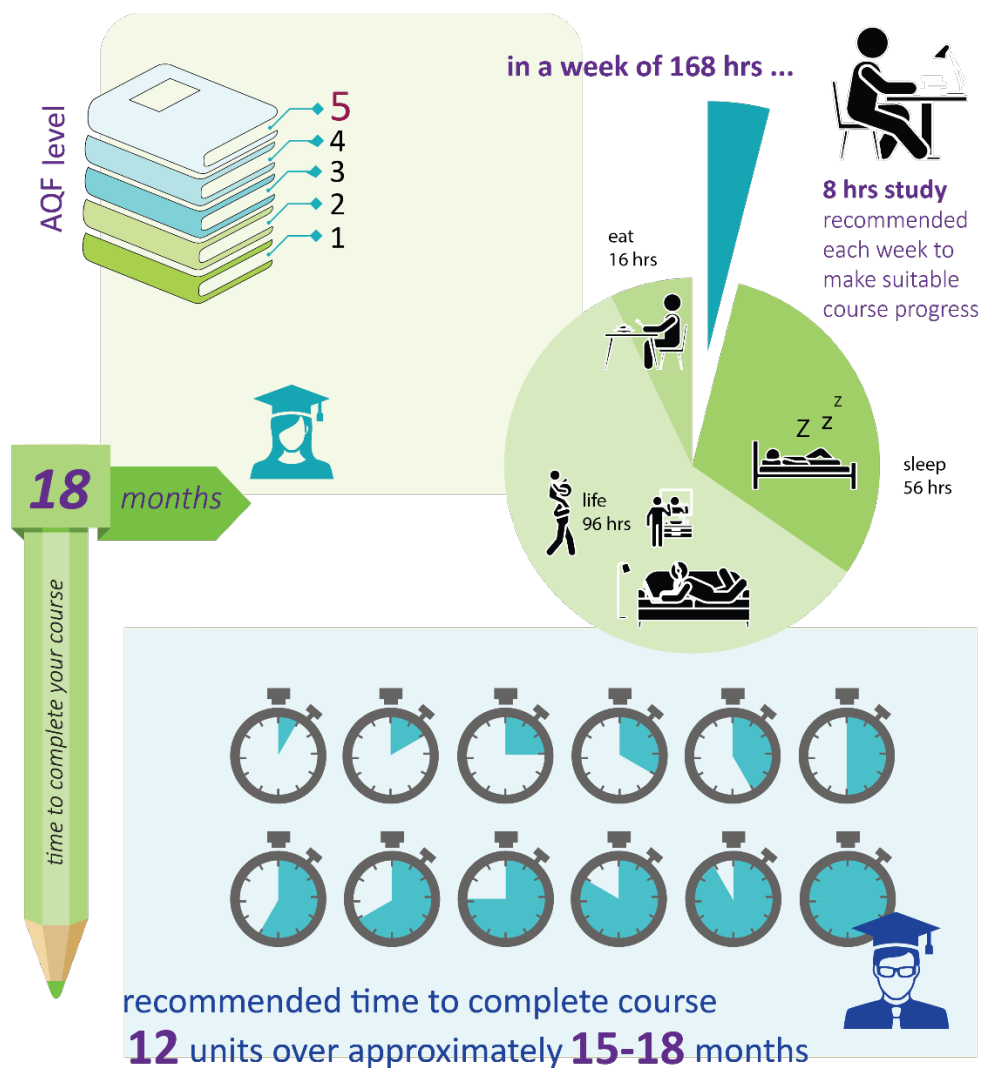 AQF level
5
4
3
2
1
in a week of 168 hrs ...
8 hrs study
recommended
each week to
make suitable
course progress
eat
16 hrs
z
Z
Z
sleep
56 hrs
life
96 hrs
18 months
time to complete your course
recommended time to complete course
12 units over approximately 15-18 months